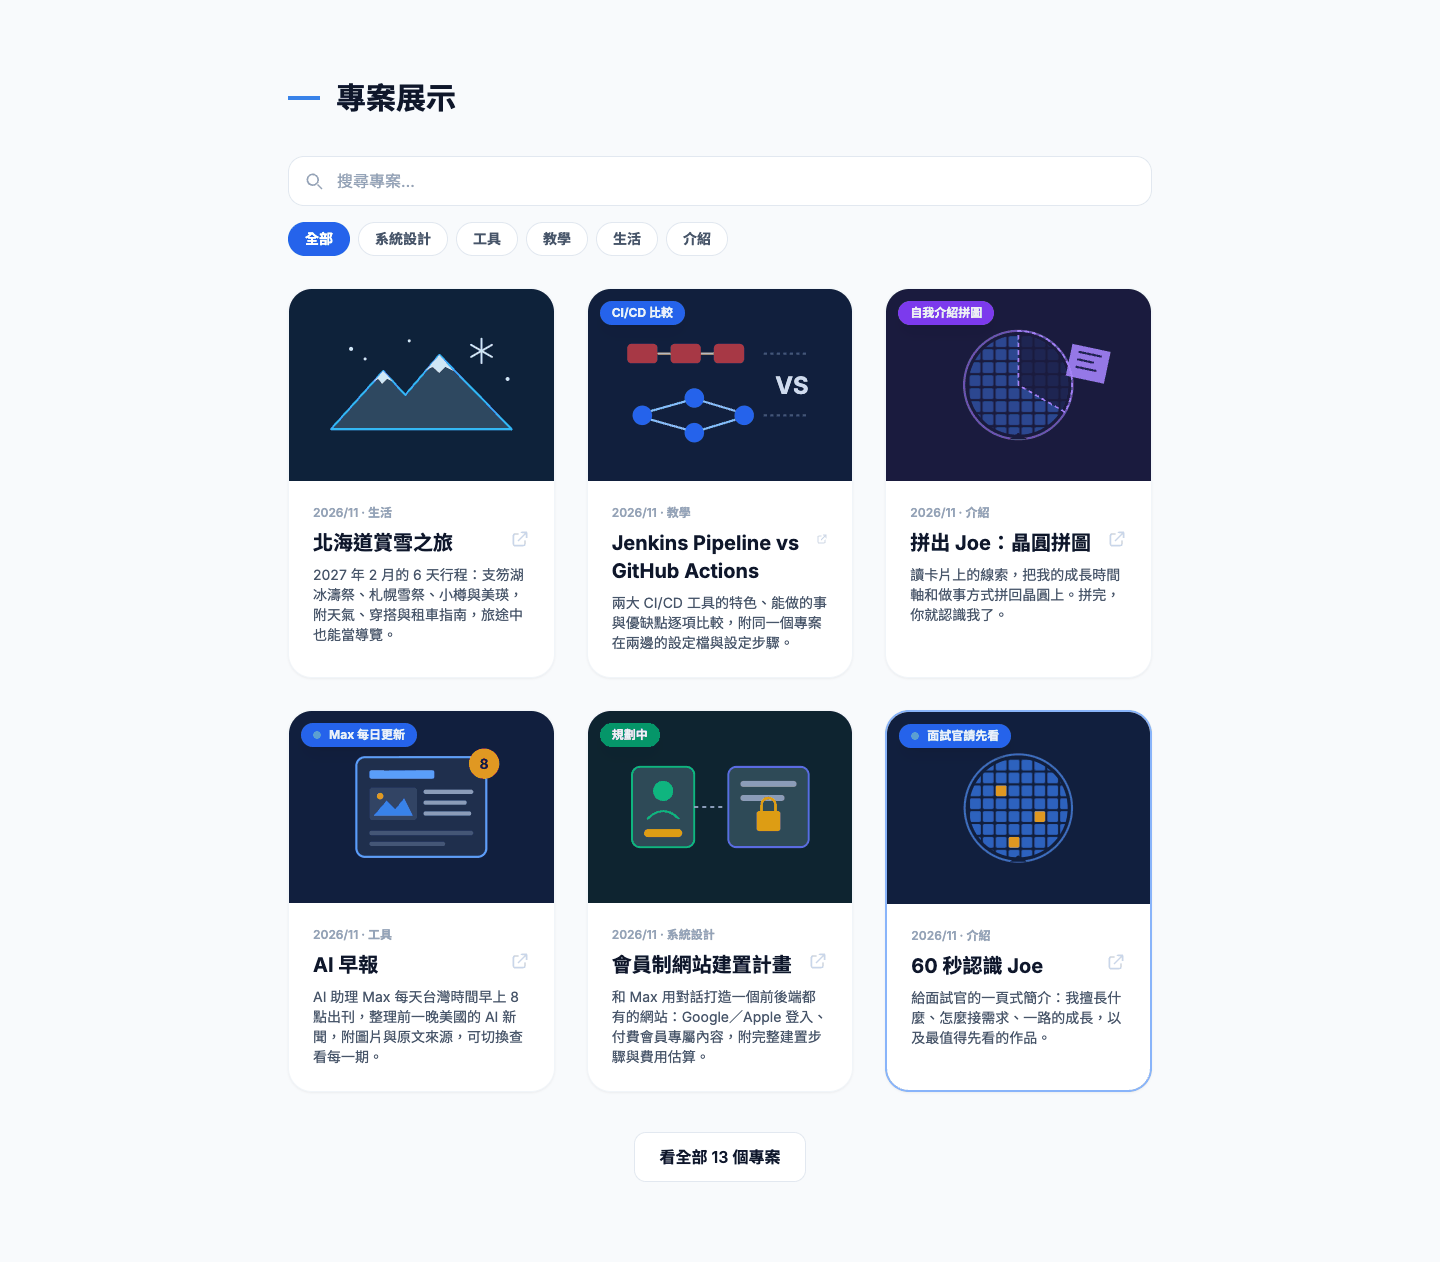 專案展示
搜尋專案...
全部
系統設計
工具
教學
生活
介紹
2026/11 · 生活
北海道賞雪之旅
2027 年 2 月的 6 天行程：支笏湖
冰濤祭、札幌雪祭、小樽與美瑛，
附天氣、穿搭與租車指南，旅途中
也能當導覽。
CI/CD 比較
VS
2026/11 · 教學
Jenkins Pipeline vs
GitHub Actions
兩大 CI/CD 工具的特色、能做的事
與優缺點逐項比較，附同一個專案
在兩邊的設定檔與設定步驟。
自我介紹拼圖
2026/11 · 介紹
拼出 Joe：晶圓拼圖
讀卡片上的線索，把我的成長時間
軸和做事方式拼回晶圓上。拼完，
你就認識我了。
Max 每日更新
8
2026/11 · 工具
AI 早報
AI 助理 Max 每天台灣時間早上 8
點出刊，整理前一晚美國的 AI 新
聞，附圖片與原文來源，可切換查
看每一期。
規劃中
2026/11 · 系統設計
會員制網站建置計畫
和 Max 用對話打造一個前後端都
有的網站：Google／Apple 登入、
付費會員專屬內容，附完整建置步
驟與費用估算。
面試官請先看
2026/11 · 介紹
60 秒認識 Joe
給面試官的一頁式簡介：我擅長什
麼、怎麼接需求、一路的成長，以
及最值得先看的作品。
看全部 13 個專案